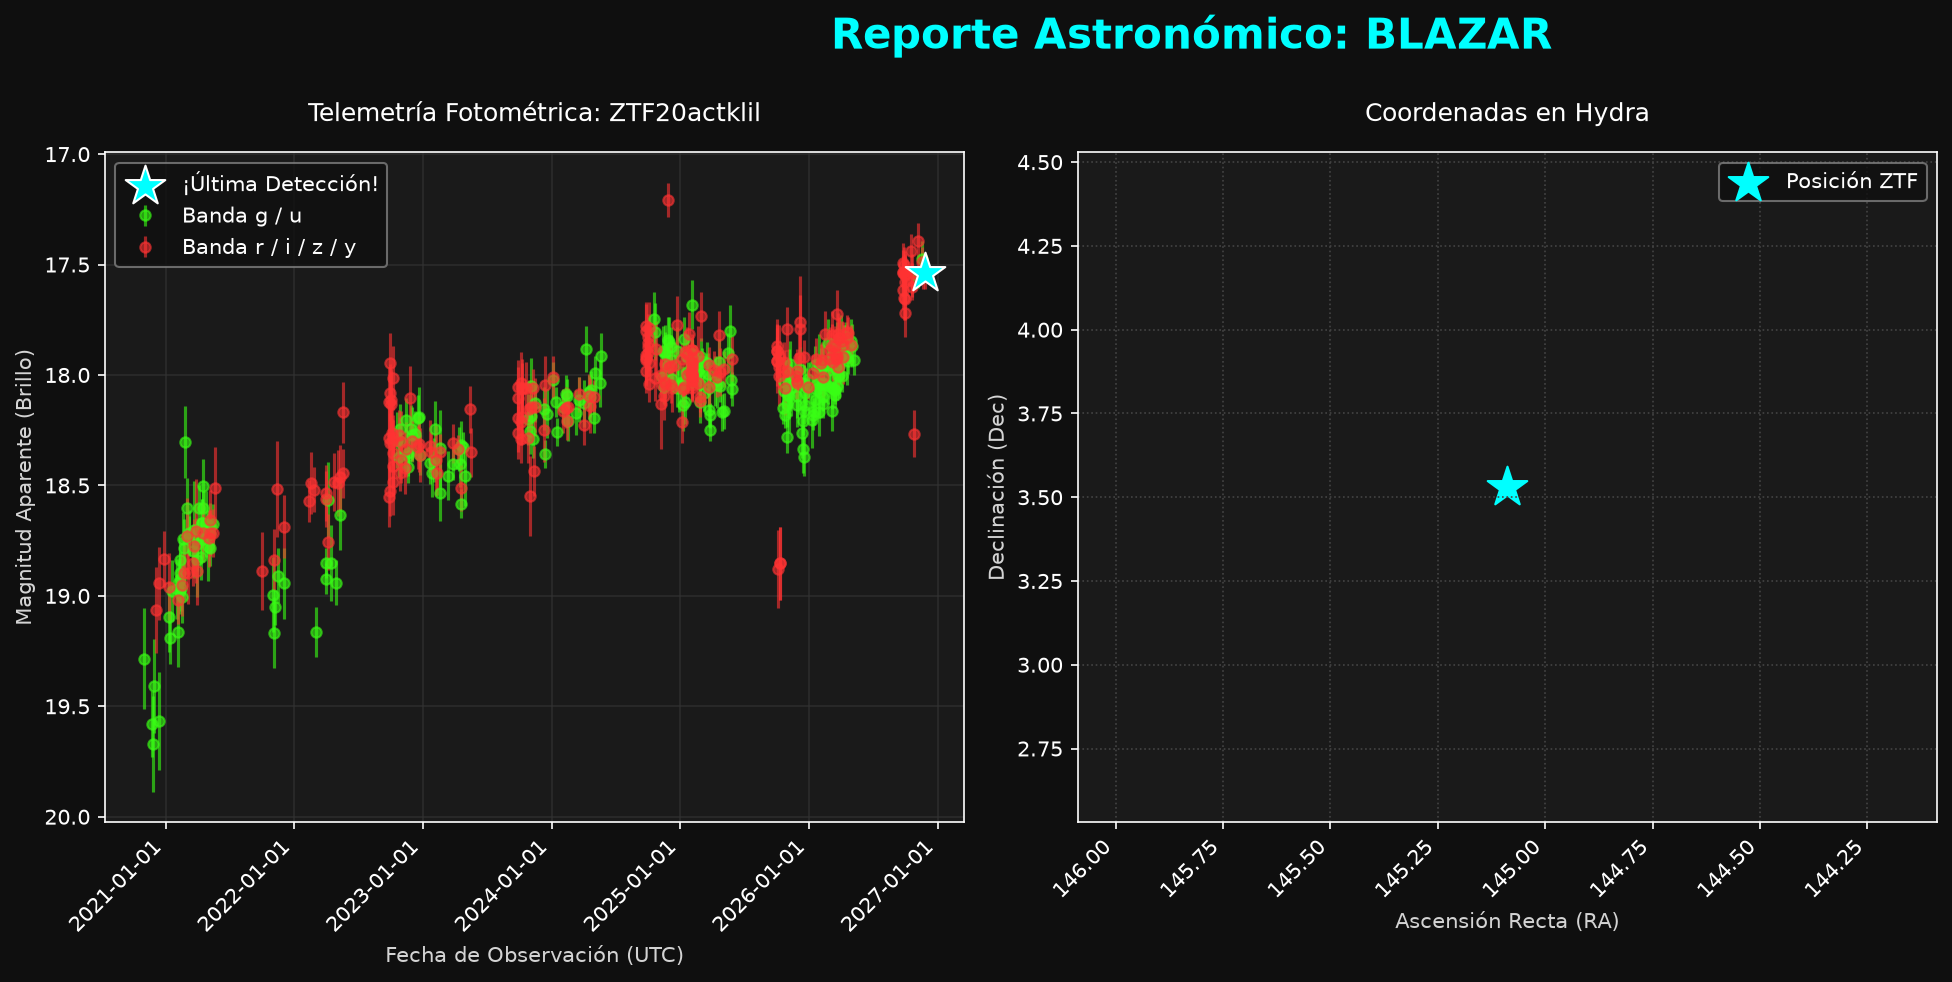 Reporte Astronómico: BLAZAR
Telemetría Fotométrica: ZTF20actklil
¡Última Detección!
Banda g / u
Banda r / i / z / y
17.0
17.5
18.0
18.5
19.0
19.5
20.0
Magnitud Aparente (Brillo)
2021-01-01
2022-01-01
2023-01-01
2024-01-01
2025-01-01
2026-01-01
2027-01-01
Fecha de Observación (UTC)
Coordenadas en Hydra
Posición ZTF
4.50
4.25
4.00
3.75
3.50
3.25
3.00
2.75
Declinación (Dec)
146.00
145.75
145.50
145.25
145.00
144.75
144.50
144.25
Ascensión Recta (RA)